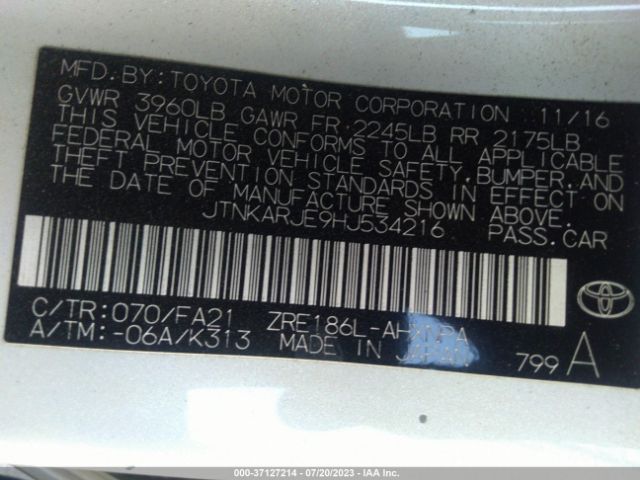 MFD.BY:TOYOTA MOTOR CORPORATION 11/16
GVWR 3960LB GAWR FR 2245LB RR 2175LB
THIS VEHICLE CONFORMS TO ALL APPLICABLE
FEDERAL MOTOR VEHICLE SAFETY,BUMPER,AND
THEFT PREVENTION STANDARDS IN EFFECT ON
THE DATE OF MANUFACTURE SHOWN ABOVE.
JTNKARJE9HJ534216 PASS.CAR
C/TR:070/FA21 ZRE186L-AHXNPA
A/TM:-06A/K313 MADE IN JAPAN 799 A
TOYOTA
000-37127214 / 07/20/2023 - IAA Inc.